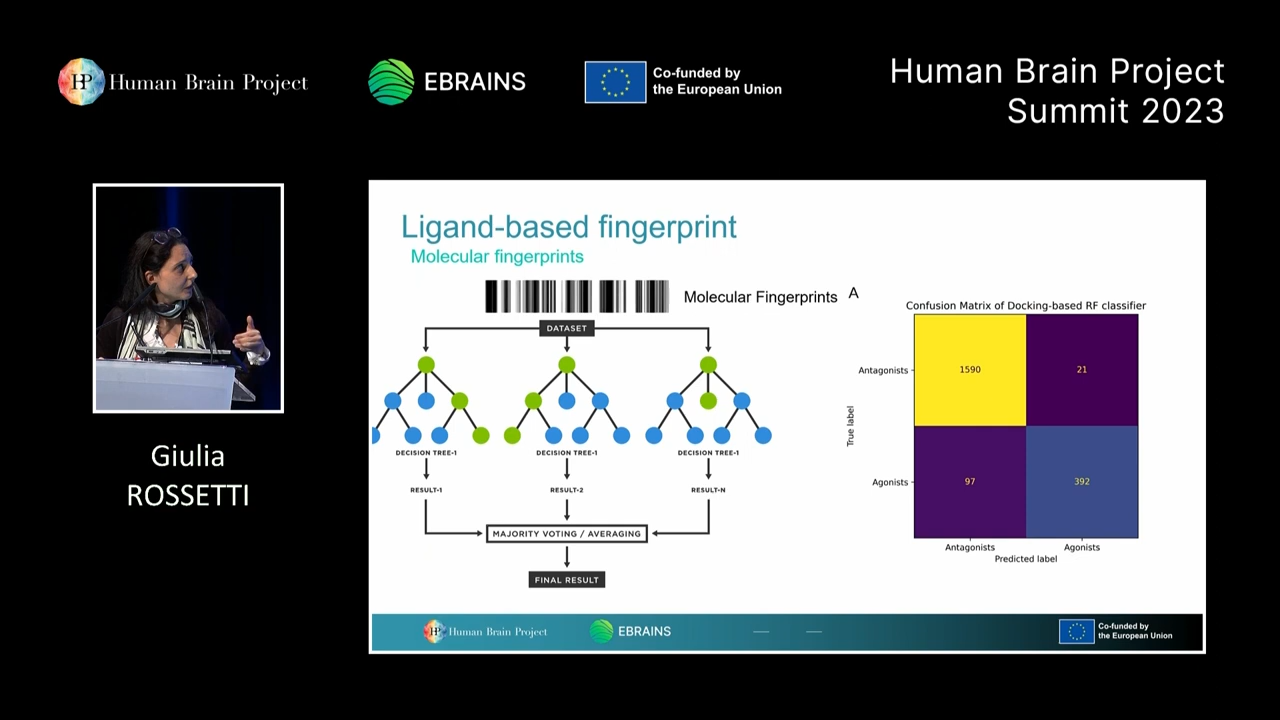 HP Human Brain Project
EBRAINS
Co-funded by
the European Union
Human Brain Project
Summit 2023
Giulia
ROSSETTI
Ligand-based fingerprint
Molecular fingerprints
Molecular Fingerprints
DATASET
DECISION TREE-1
DECISION TREE-1
DECISION TREE-1
RESULT-1
RESULT-2
RESULT-N
MAJORITY VOTING / AVERAGING
FINAL RESULT
A
Confusion Matrix of Docking-based RF classifier
True label
Antagonists
1590
21
Agonists
97
392
Antagonists
Agonists
Predicted label
HP Human Brain Project
EBRAINS
Co-funded by
the European Union